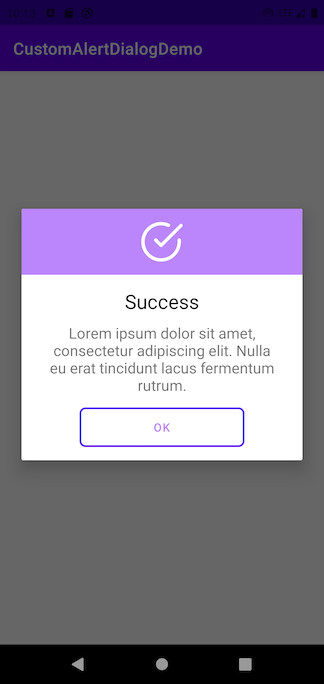 CustomAlertDialogDemo
Success
Lorem ipsum dolor sit amet,
consectetur adipiscing elit. Nulla
eu erat tincidunt lacus fermentum
rutrum.
OK